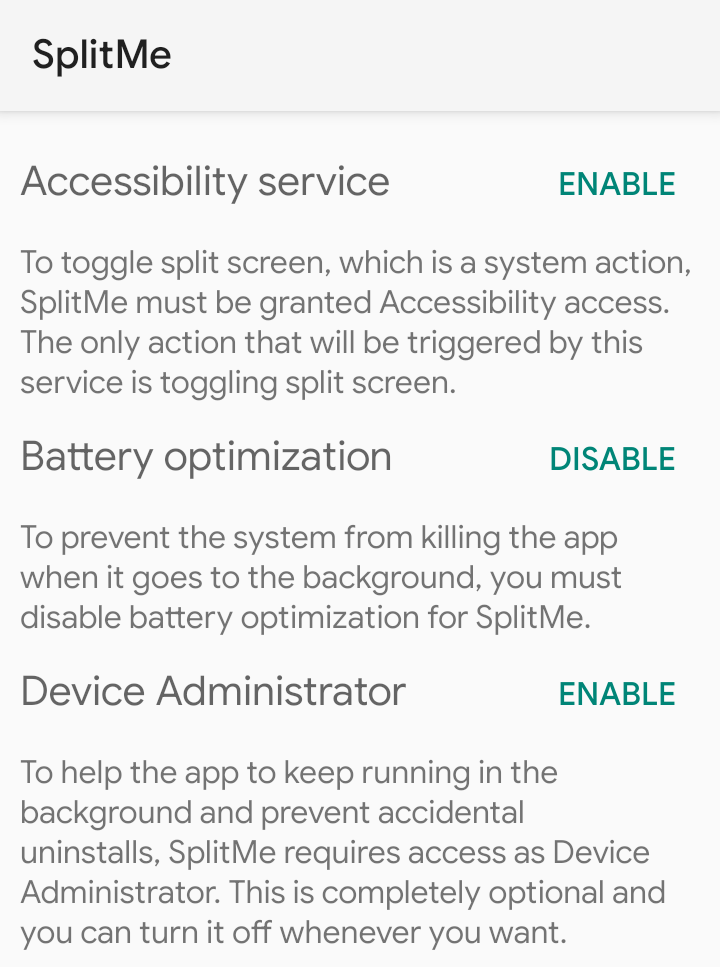 SplitMe
Accessibility service ENABLE
To toggle split screen, which is a system action,
SplitMe must be granted Accessibility access.
The only action that will be triggered by this
service is toggling split screen.
Battery optimization DISABLE
To prevent the system from killing the app
when it goes to the background, you must
disable battery optimization for SplitMe.
Device Administrator ENABLE
To help the app to keep running in the
background and prevent accidental
uninstalls, SplitMe requires access as Device
Administrator. This is completely optional and
you can turn it off whenever you want.